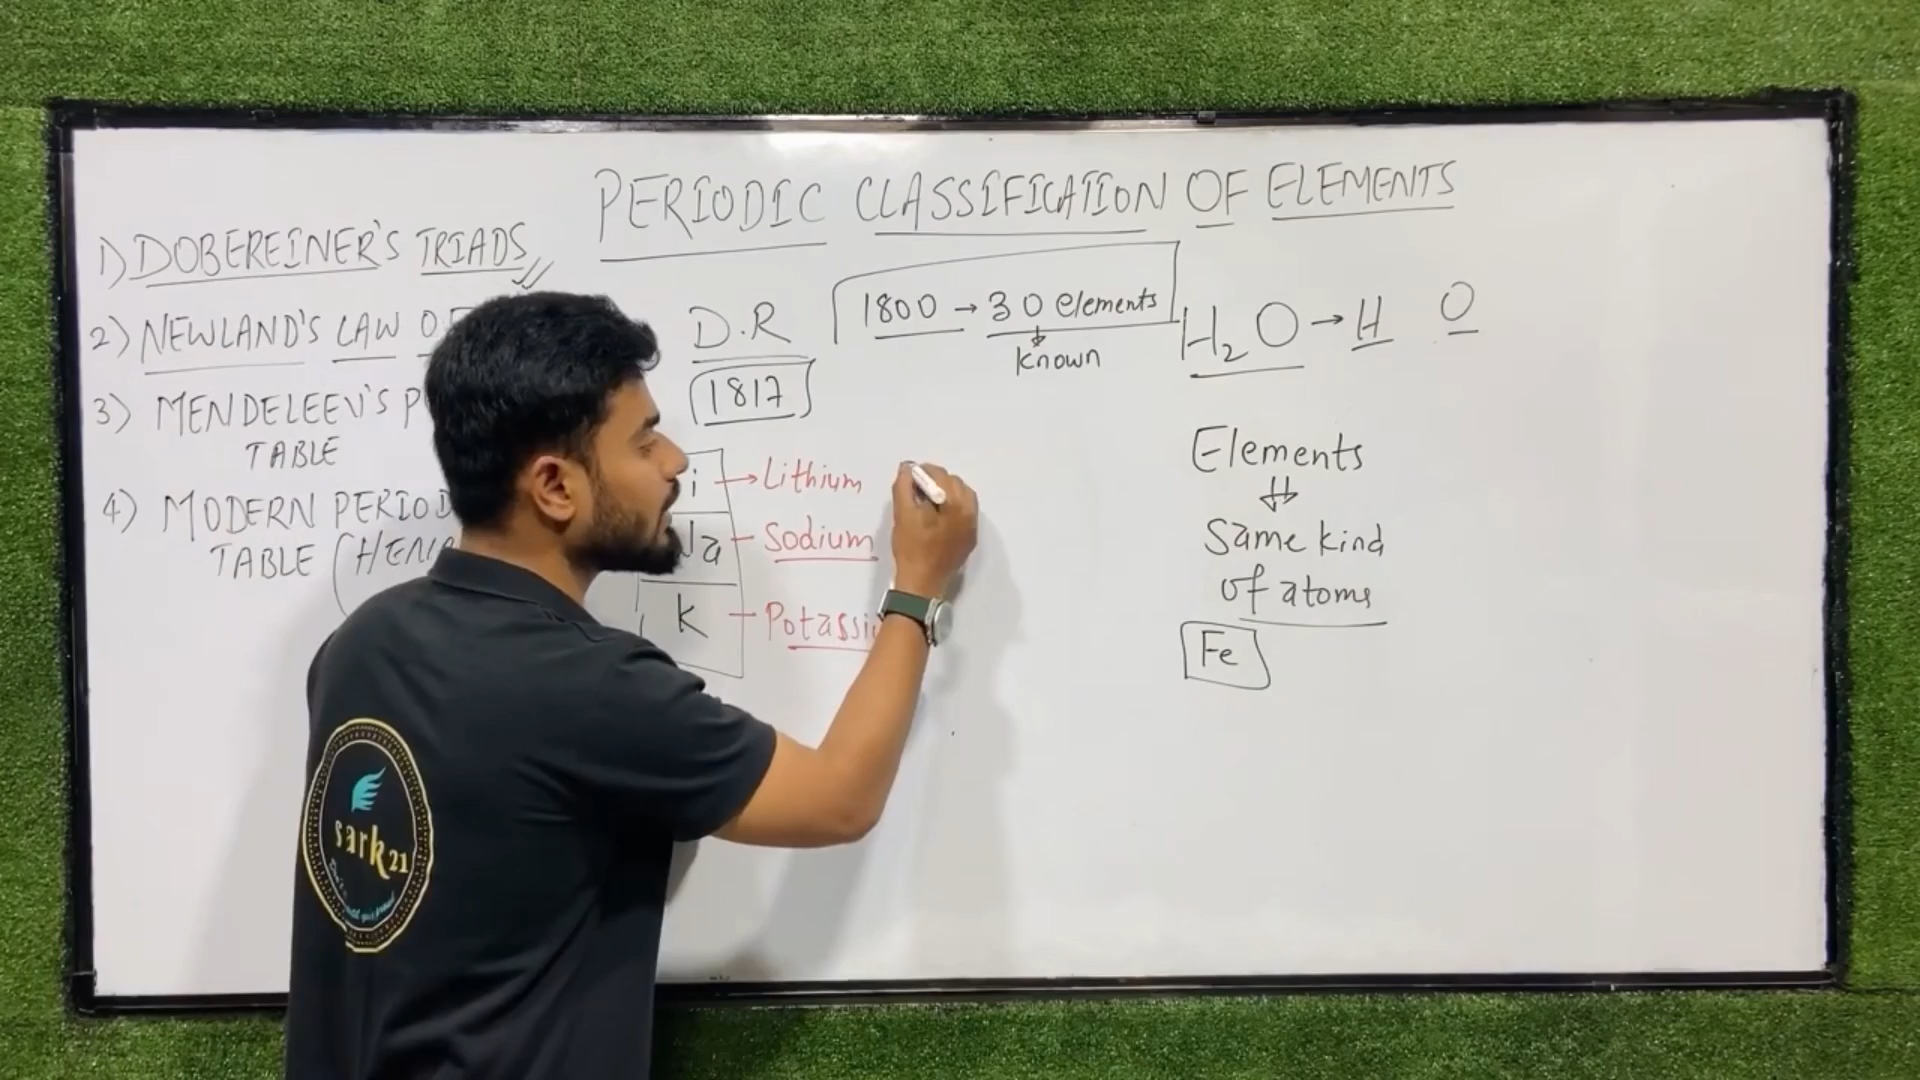 PERIODIC CLASSIFICATION OF ELEMENTS
1) DOBEREINER'S TRIADS
2) NEWLAND'S LAW
3) MENDELEEV'S
TABLE
4) MODERN PERIOD
TABLE (HEN
D.R
1817
1800 → 30 elements
known
H₂O → H O
i → Lithium
Na - Sodium
K - Potassi
Elements
Same kind
of atoms
Fe
sark21